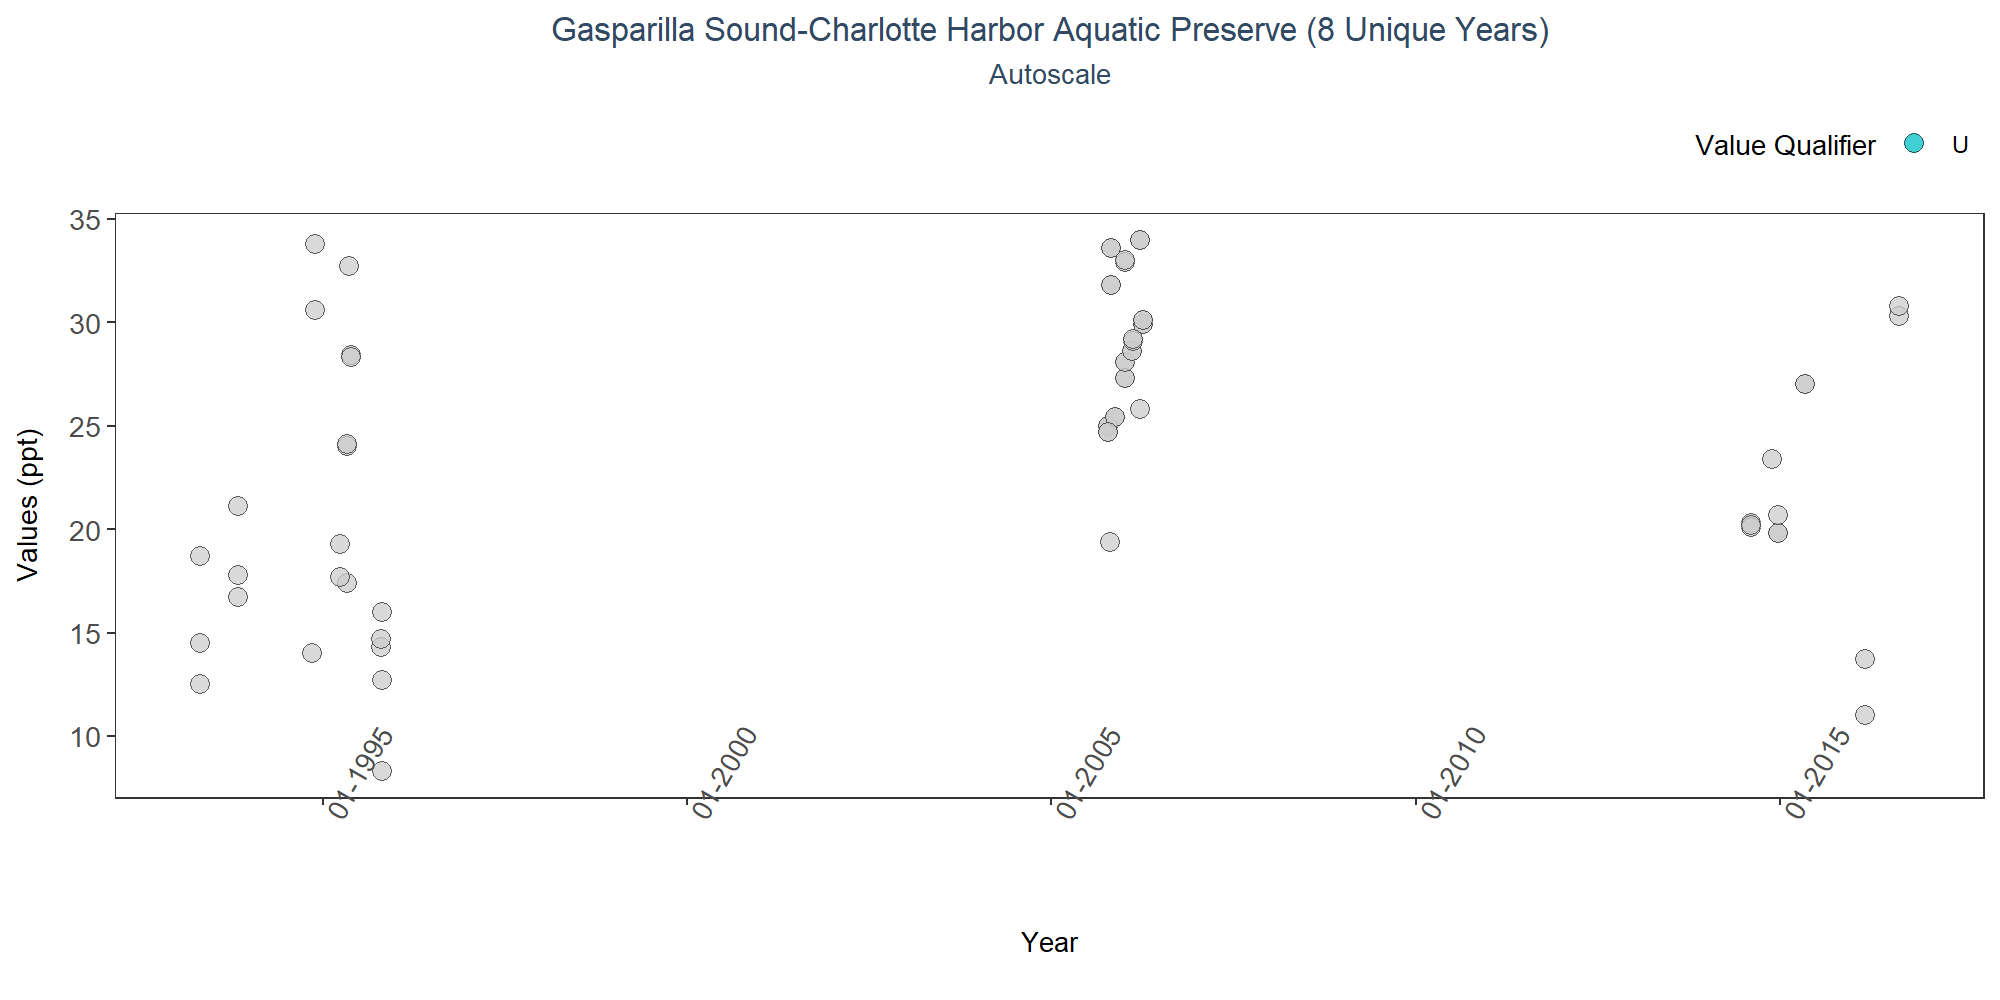 Gasparilla Sound-Charlotte Harbor Aquatic Preserve (8 Unique Years)
Autoscale
Value Qualifier U
35
30
25
20
15
10
Values (ppt)
01-1995
01-2000
01-2005
01-2010
01-2015
Year